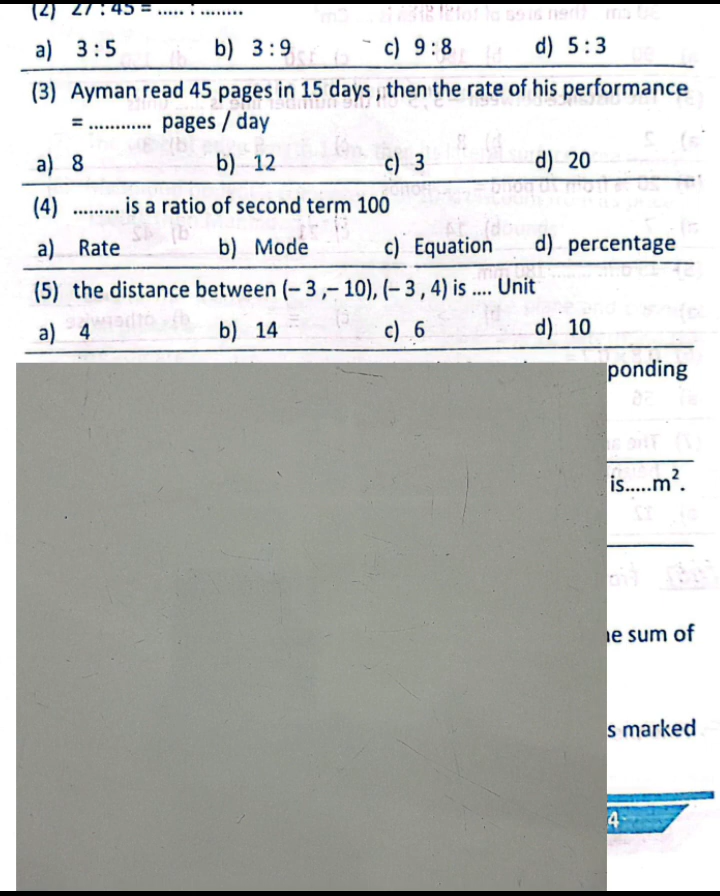 (2) 27 : 45 = ..... : ........
a) 3 : 5 b) 3 : 9 c) 9 : 8 d) 5 : 3
(3) Ayman read 45 pages in 15 days , then the rate of his performance
= ............ pages / day
a) 8 b) 12 c) 3 d) 20
(4) ......... is a ratio of second term 100
a) Rate b) Mode c) Equation d) percentage
(5) the distance between (– 3 ,– 10), (– 3 , 4) is .... Unit
a) 4 b) 14 c) 6 d) 10
ponding
is.....m².
e sum of
s marked
4